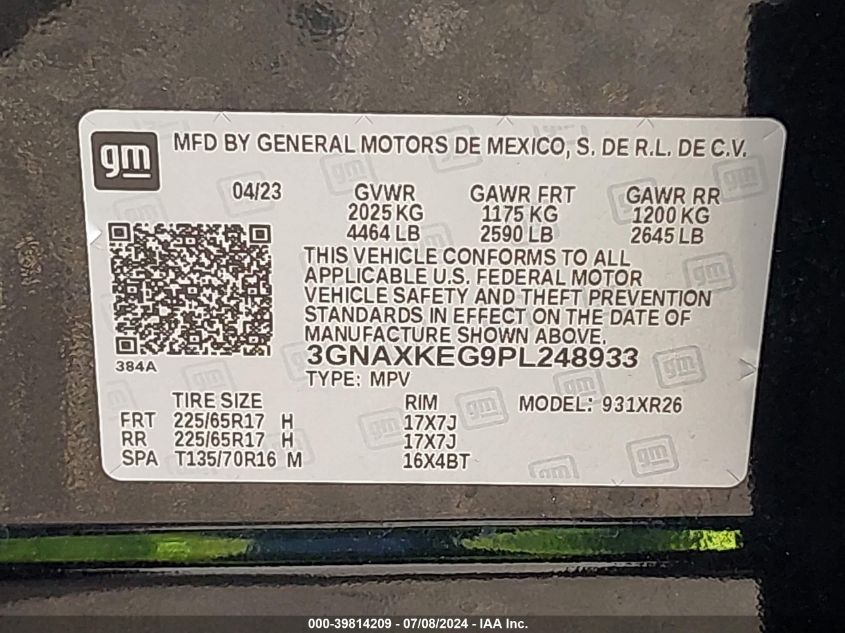 gm MFD BY GENERAL MOTORS DE MEXICO, S. DE R.L. DE C.V.
04/23 GVWR GAWR FRT GAWR RR
2025 KG 1175 KG 1200 KG
4464 LB 2590 LB 2645 LB
THIS VEHICLE CONFORMS TO ALL
APPLICABLE U.S. FEDERAL MOTOR
VEHICLE SAFETY AND THEFT PREVENTION
STANDARDS IN EFFECT ON THE DATE OF
MANUFACTURE SHOWN ABOVE.
3GNAXKEG9PL248933
384A
TYPE: MPV
TIRE SIZE RIM MODEL: 931XR26
FRT 225/65R17 H 17X7J
RR 225/65R17 H 17X7J
SPA T135/70R16 M 16X4BT
000-39814209 - 07/08/2024 - IAA Inc.